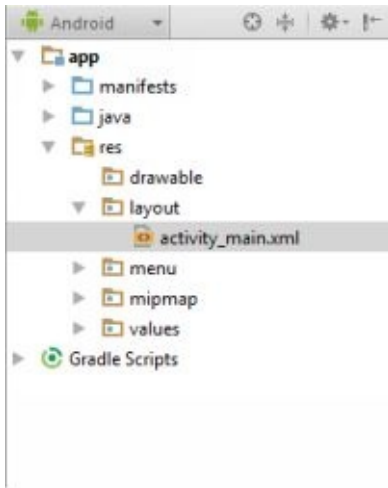 Android
app
manifests
java
res
drawable
layout
activity_main.xml
menu
mipmap
values
Gradle Scripts